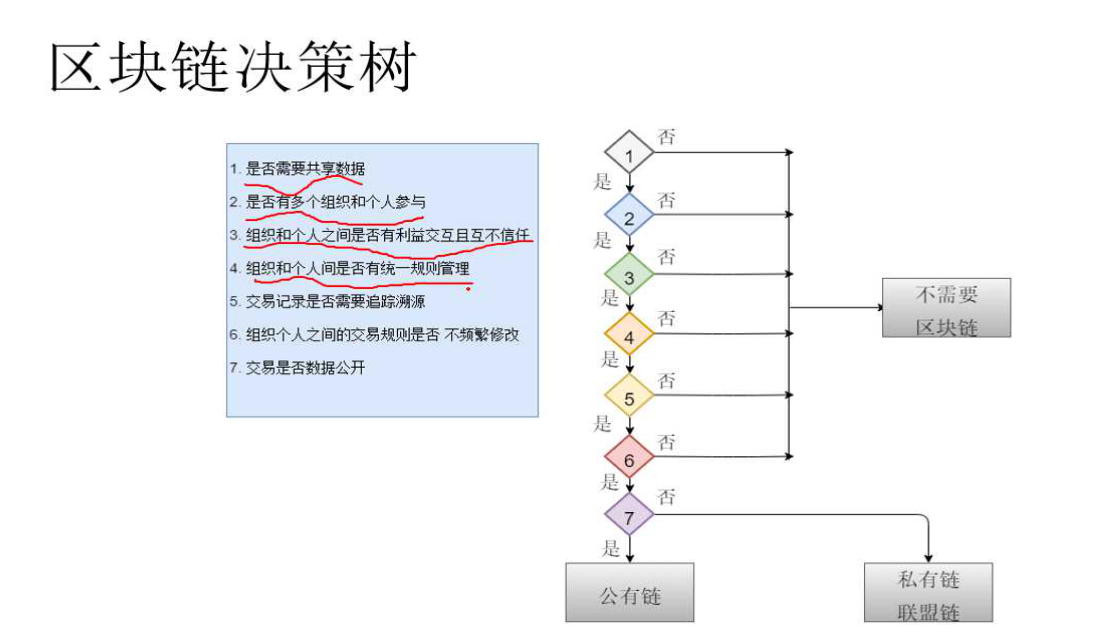 区块链决策树
1. 是否需要共享数据
2. 是否有多个组织和个人参与
3. 组织和个人之间是否有利益交互且互不信任
4. 组织和个人间是否有统一规则管理
5. 交易记录是否需要追踪溯源
6. 组织个人之间的交易规则是否 不频繁修改
7. 交易是否数据公开
否
1
是
否
2
是
否
3
是
否
4
是
否
5
是
否
6
是
否
7
是
不需要
区块链
公有链
私有链
联盟链